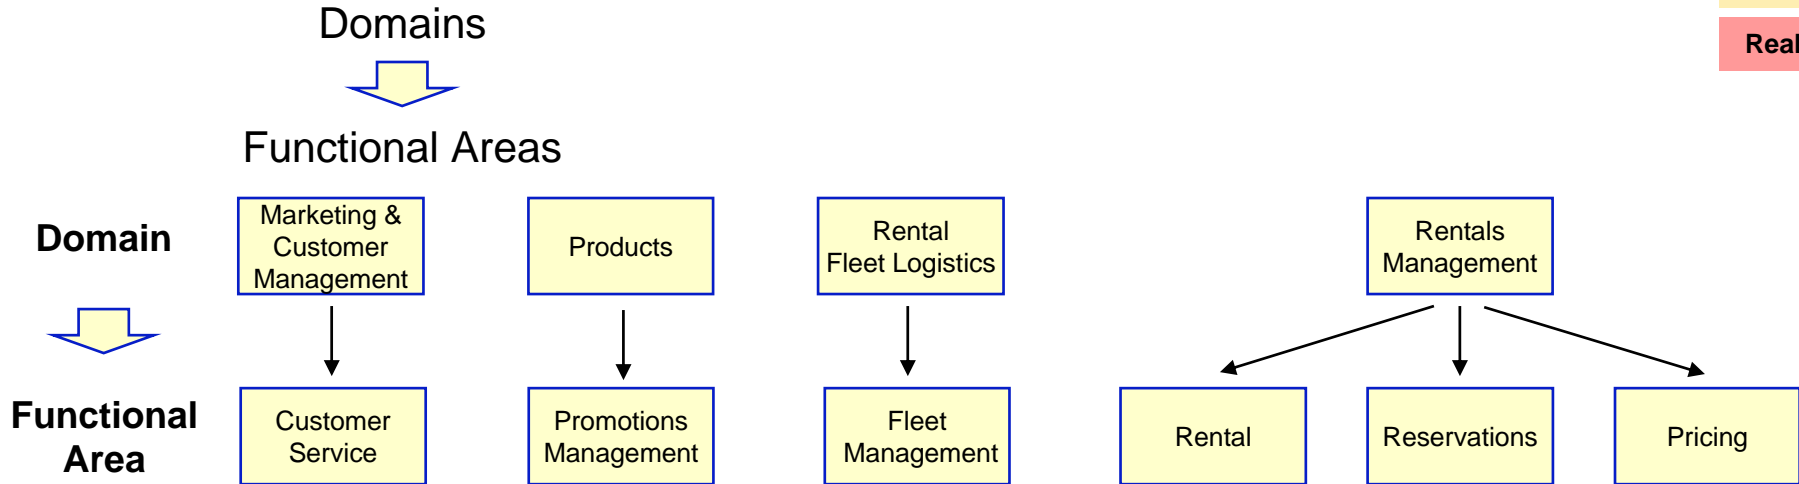 Domains
Real
Functional Areas
Domain
Marketing &
Customer
Management
Products
Rental
Fleet Logistics
Rentals
Management
Functional
Area
Customer
Service
Promotions
Management
Fleet
Management
Rental
Reservations
Pricing